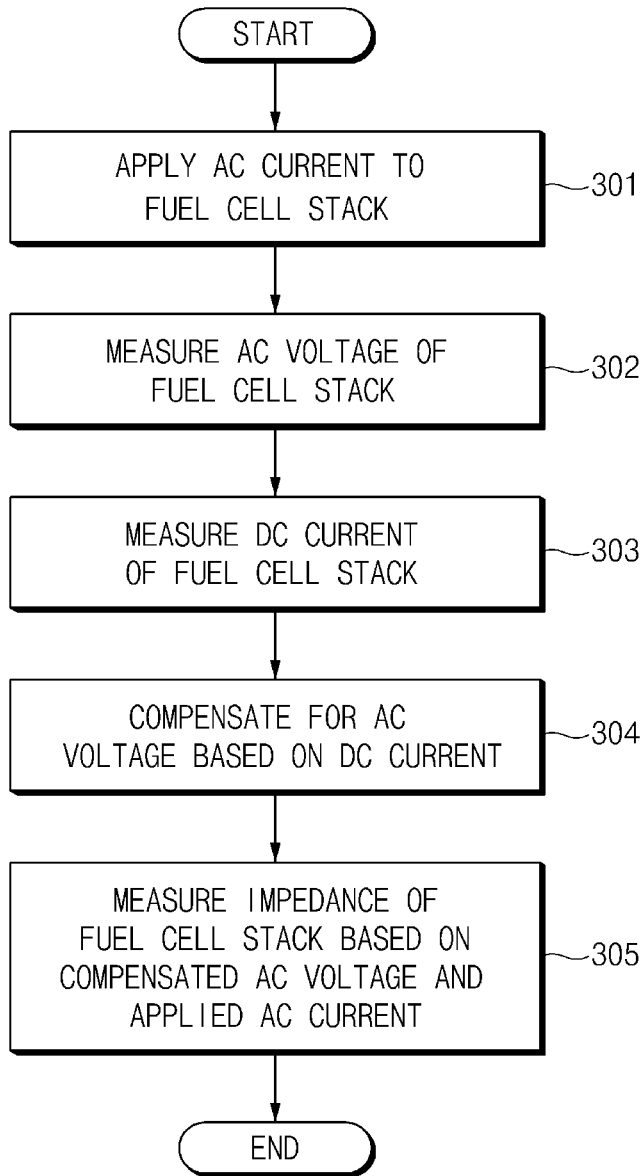 START
APPLY AC CURRENT TO
FUEL CELL STACK
301
MEASURE AC VOLTAGE OF
FUEL CELL STACK
302
MEASURE DC CURRENT
OF FUEL CELL STACK
303
COMPENSATE FOR AC
VOLTAGE BASED ON DC CURRENT
304
MEASURE IMPEDANCE OF
FUEL CELL STACK BASED ON
COMPENSATED AC VOLTAGE AND
APPLIED AC CURRENT
305
END